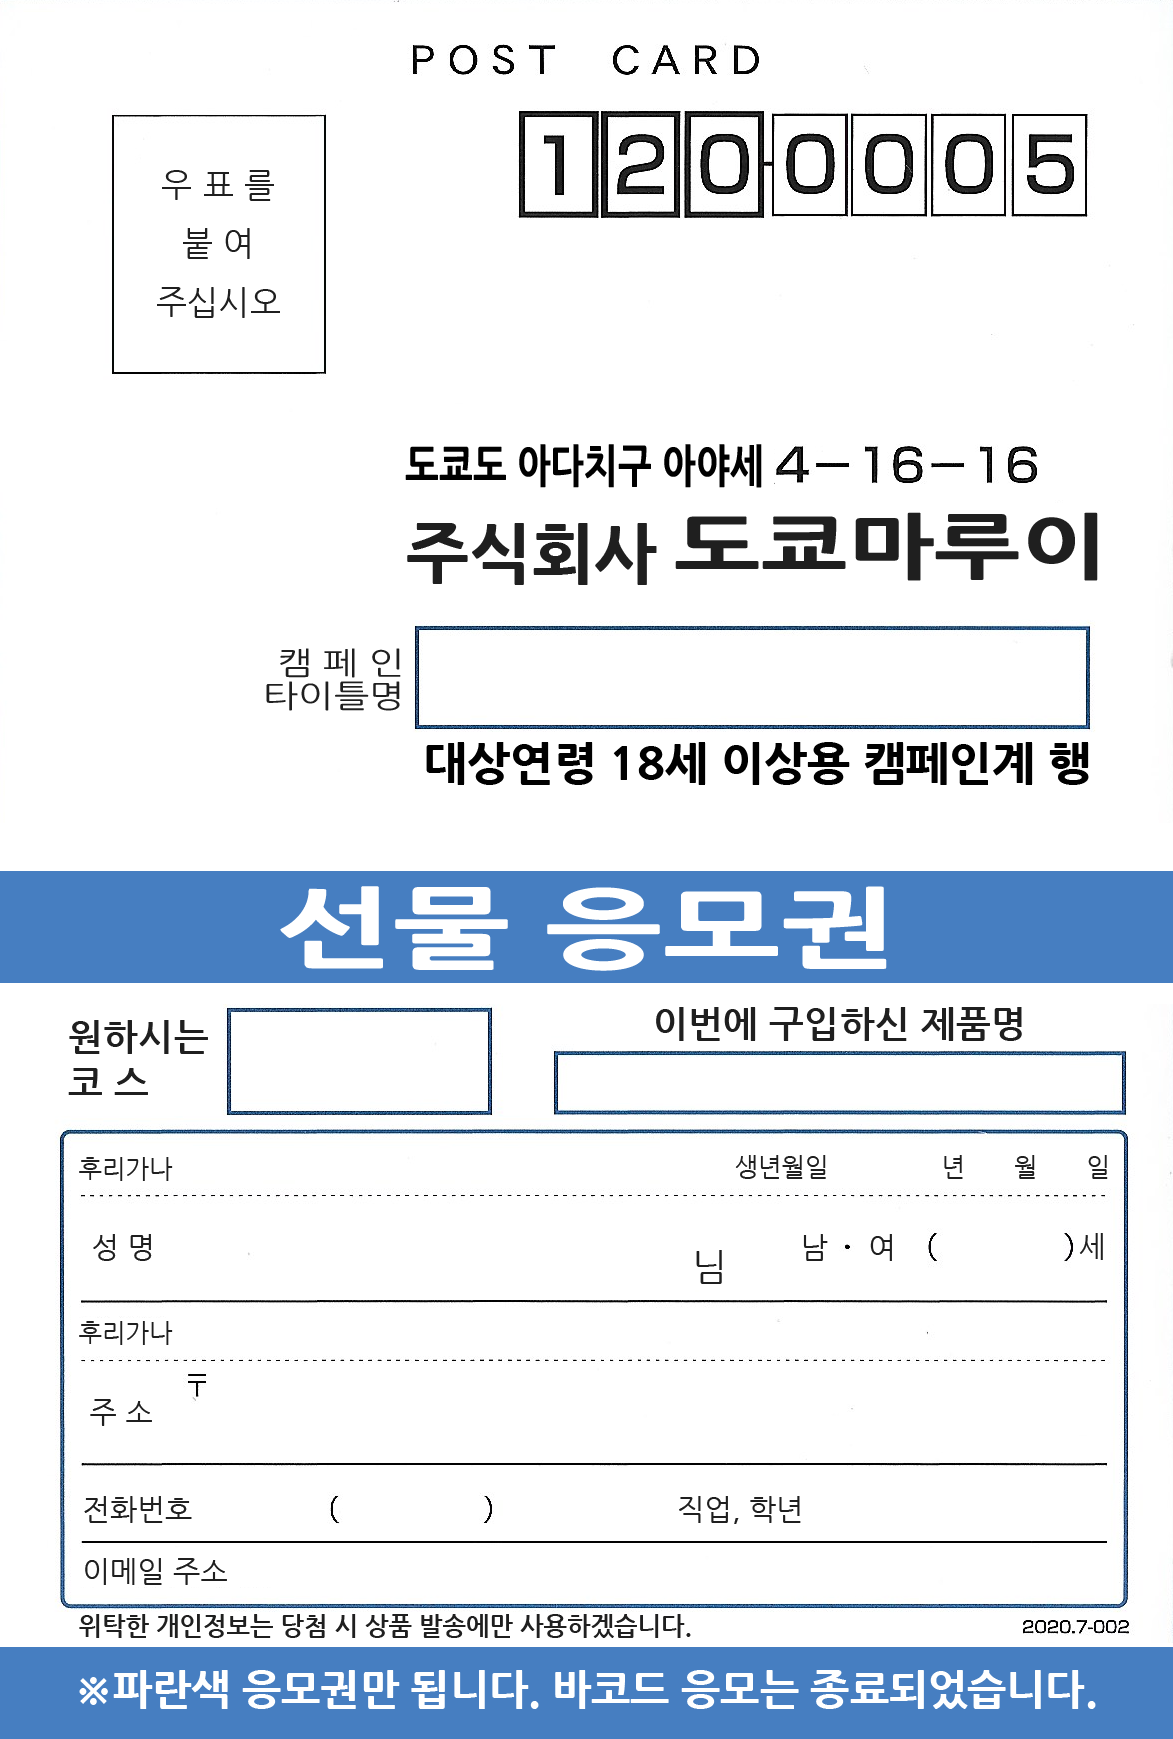 POST CARD
120-0005
우 표 를
붙 여
주십시오
도쿄도 아다치구 아야세 4－16－16
주식회사 도쿄마루이
캠 페 인
타이틀명
대상연령 18세 이상용 캠페인계 행
선물 응모권
원하시는
코 스
이번에 구입하신 제품명
후리가나 생년월일 년 월 일
성 명 님 남 · 여 ( )세
후리가나
〒
주 소
전화번호 ( ) 직업, 학년
이메일 주소
위탁한 개인정보는 당첨 시 상품 발송에만 사용하겠습니다. 2020.7-002
※파란색 응모권만 됩니다. 바코드 응모는 종료되었습니다.